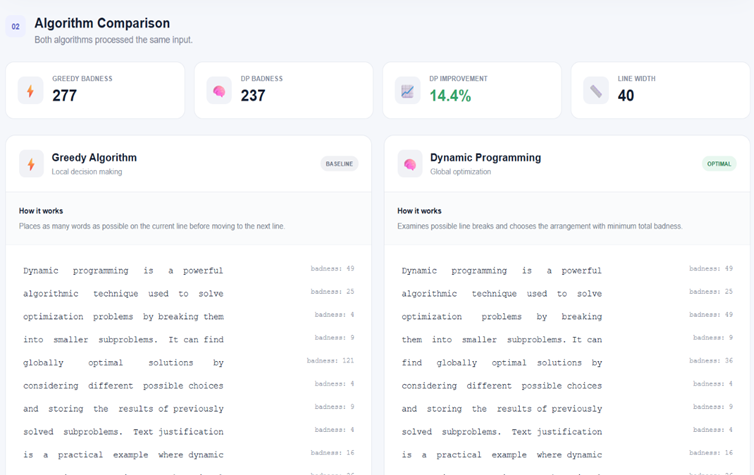 02
Algorithm Comparison
Both algorithms processed the same input.
GREEDY BADNESS
277
DP BADNESS
237
DP IMPROVEMENT
14.4%
LINE WIDTH
40
Greedy Algorithm
Local decision making
BASELINE
How it works
Places as many words as possible on the current line before moving to the next line.
Dynamic programming is a powerful badness: 49
algorithmic technique used to solve badness: 25
optimization problems by breaking them badness: 4
into smaller subproblems. It can find badness: 9
globally optimal solutions by badness: 121
considering different possible choices badness: 4
and storing the results of previously badness: 9
solved subproblems. Text justification badness: 4
is a practical example where dynamic badness: 16
Dynamic Programming
Global optimization
OPTIMAL
How it works
Examines possible line breaks and chooses the arrangement with minimum total badness.
Dynamic programming is a powerful badness: 49
algorithmic technique used to solve badness: 25
optimization problems by breaking badness: 49
them into smaller subproblems. It can badness: 9
find globally optimal solutions by badness: 36
considering different possible choices badness: 4
and storing the results of previously badness: 9
solved subproblems. Text justification badness: 4
is a practical example where dynamic badness: 16